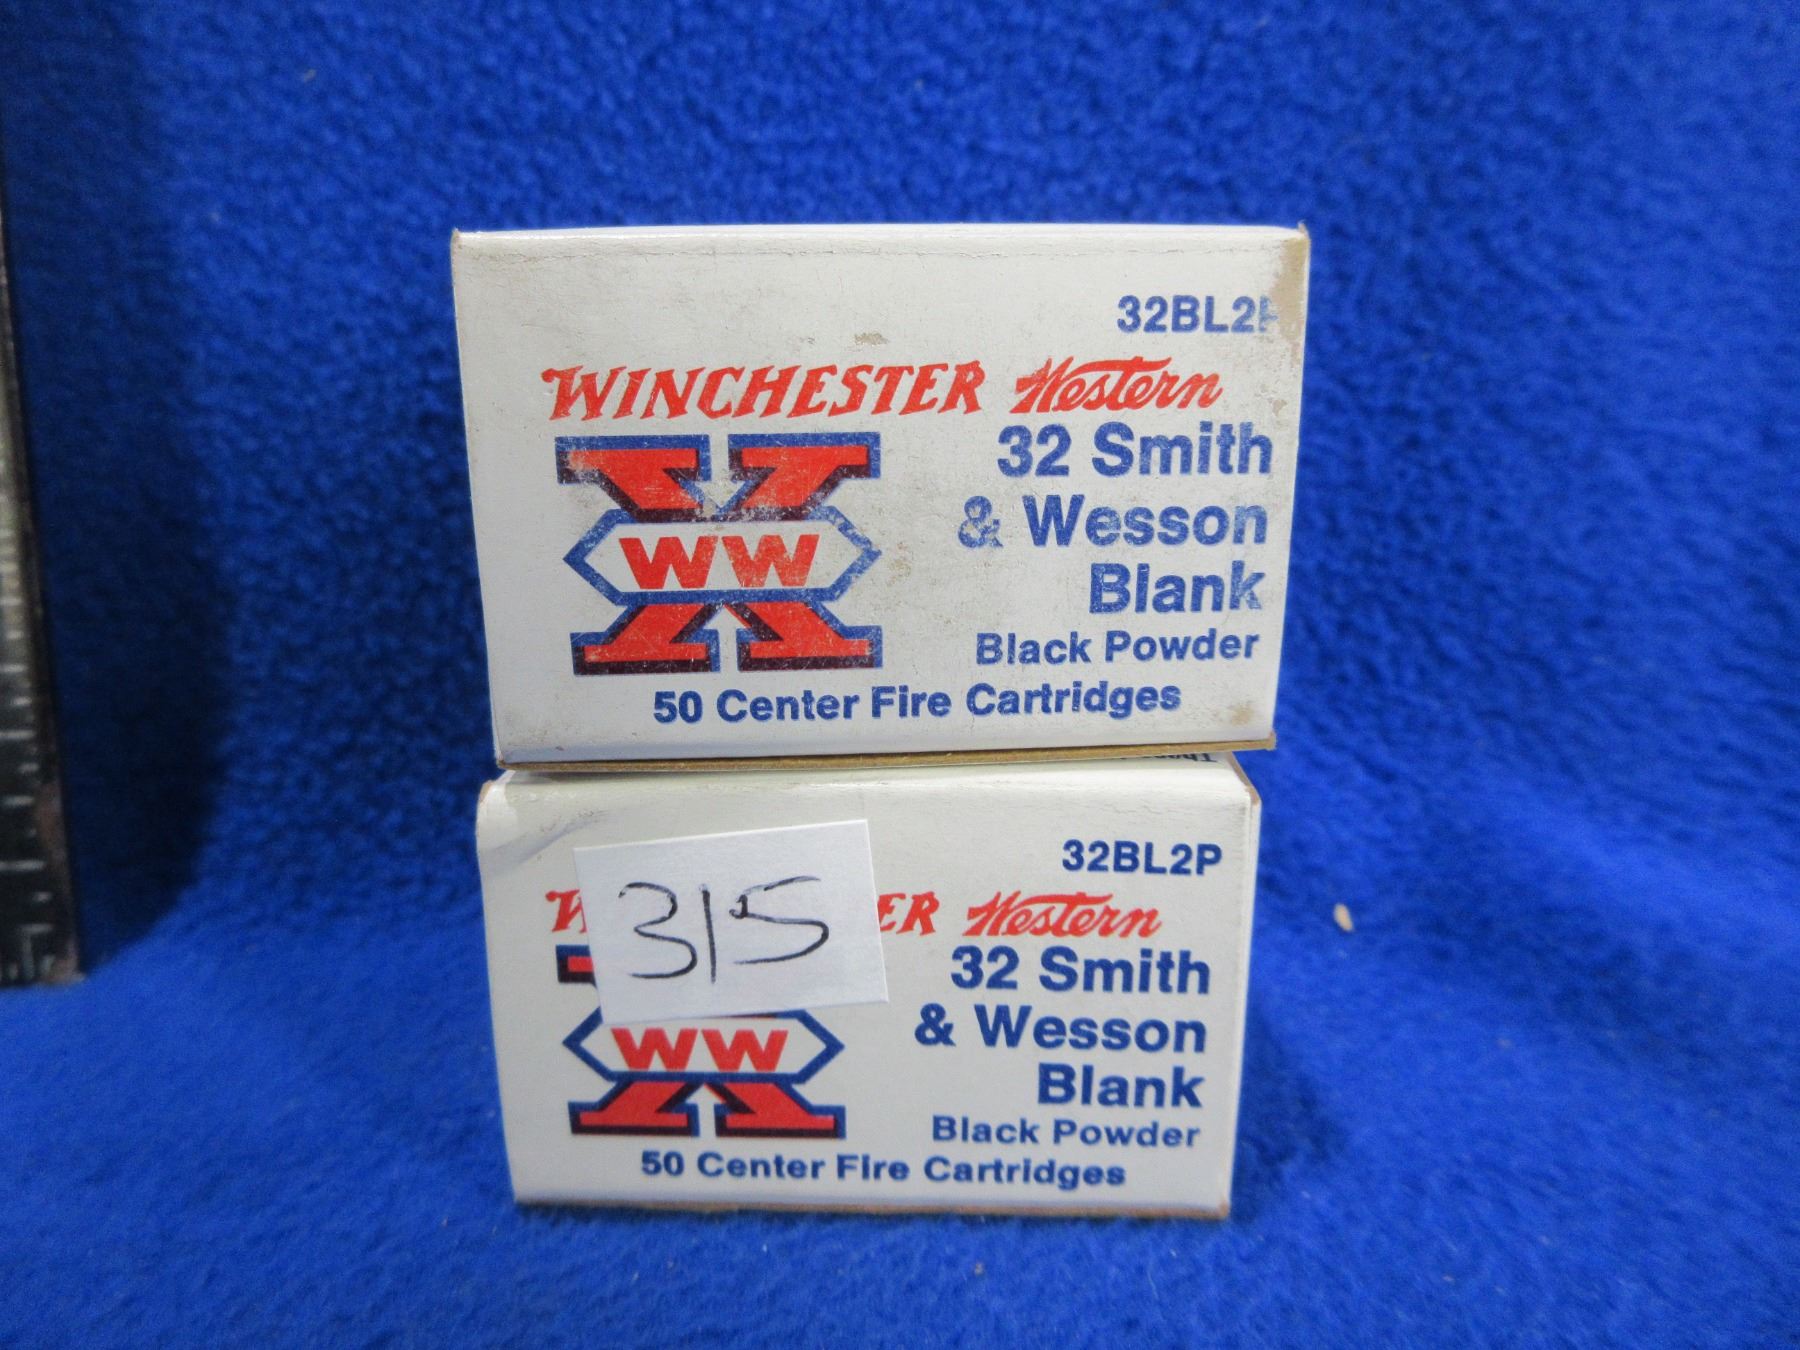 32BL2P
WINCHESTER Western
32 Smith
& Wesson
Blank
WW
Black Powder
50 Center Fire Cartridges
32BL2P
315
ER Western
32 Smith
& Wesson
Blank
WW
Black Powder
50 Center Fire Cartridges